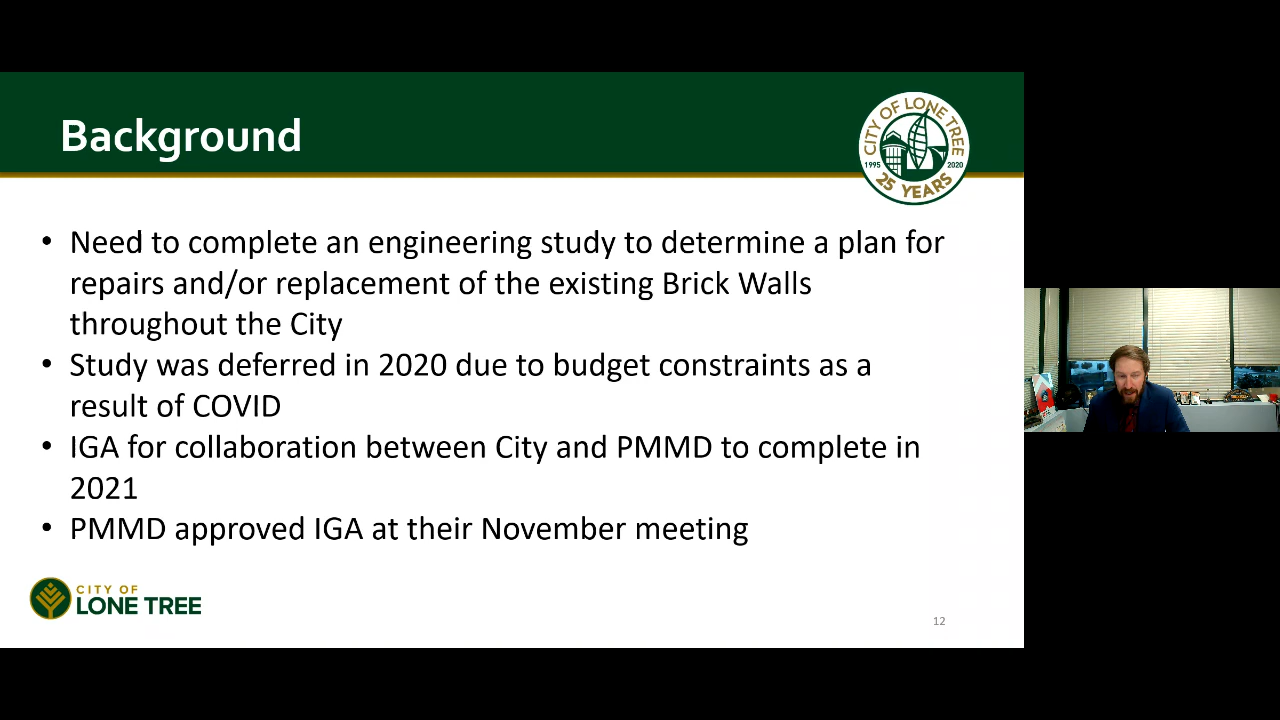 Background
CITY OF LONE TREE
1995 2020
25 YEARS
• Need to complete an engineering study to determine a plan for
repairs and/or replacement of the existing Brick Walls
throughout the City
• Study was deferred in 2020 due to budget constraints as a
result of COVID
• IGA for collaboration between City and PMMD to complete in
2021
• PMMD approved IGA at their November meeting
CITY OF
LONE TREE
12